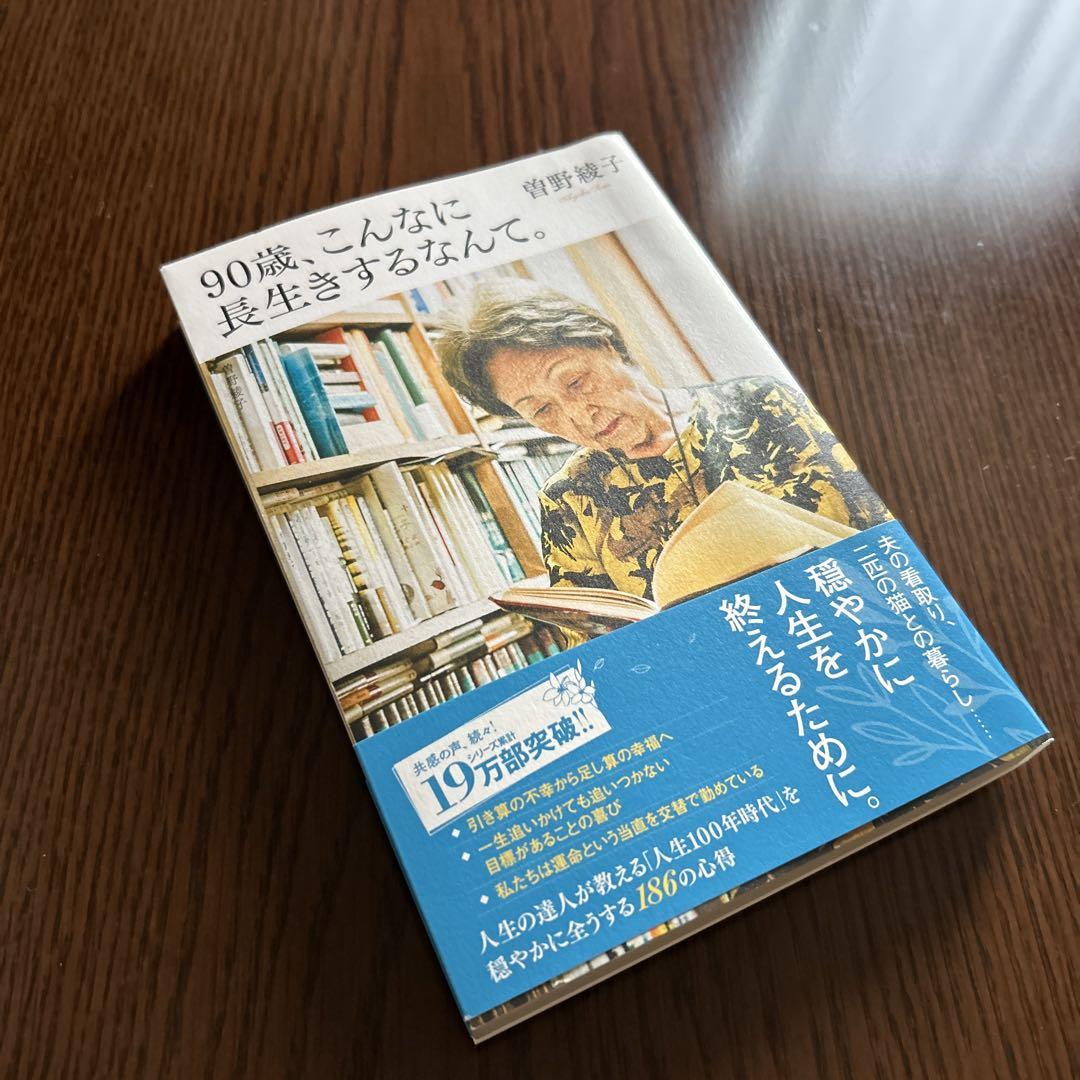 曽野綾子
90歳、こんなに
長生きするなんて。
曽野綾子
夫の看取り、
二匹の猫との暮らし……
穏やかに
人生を
終えるために。
共感の声、続々!
シリーズ累計
19万部突破!!
◆ 引き算の不幸から足し算の幸福へ
◆ 一生追いかけても追いつかない
目標があることの喜び
◆ 私たちは運命という当直を交替で勤めている
人生の達人が教える「人生100年時代」を
穏やかに全うする186の心得